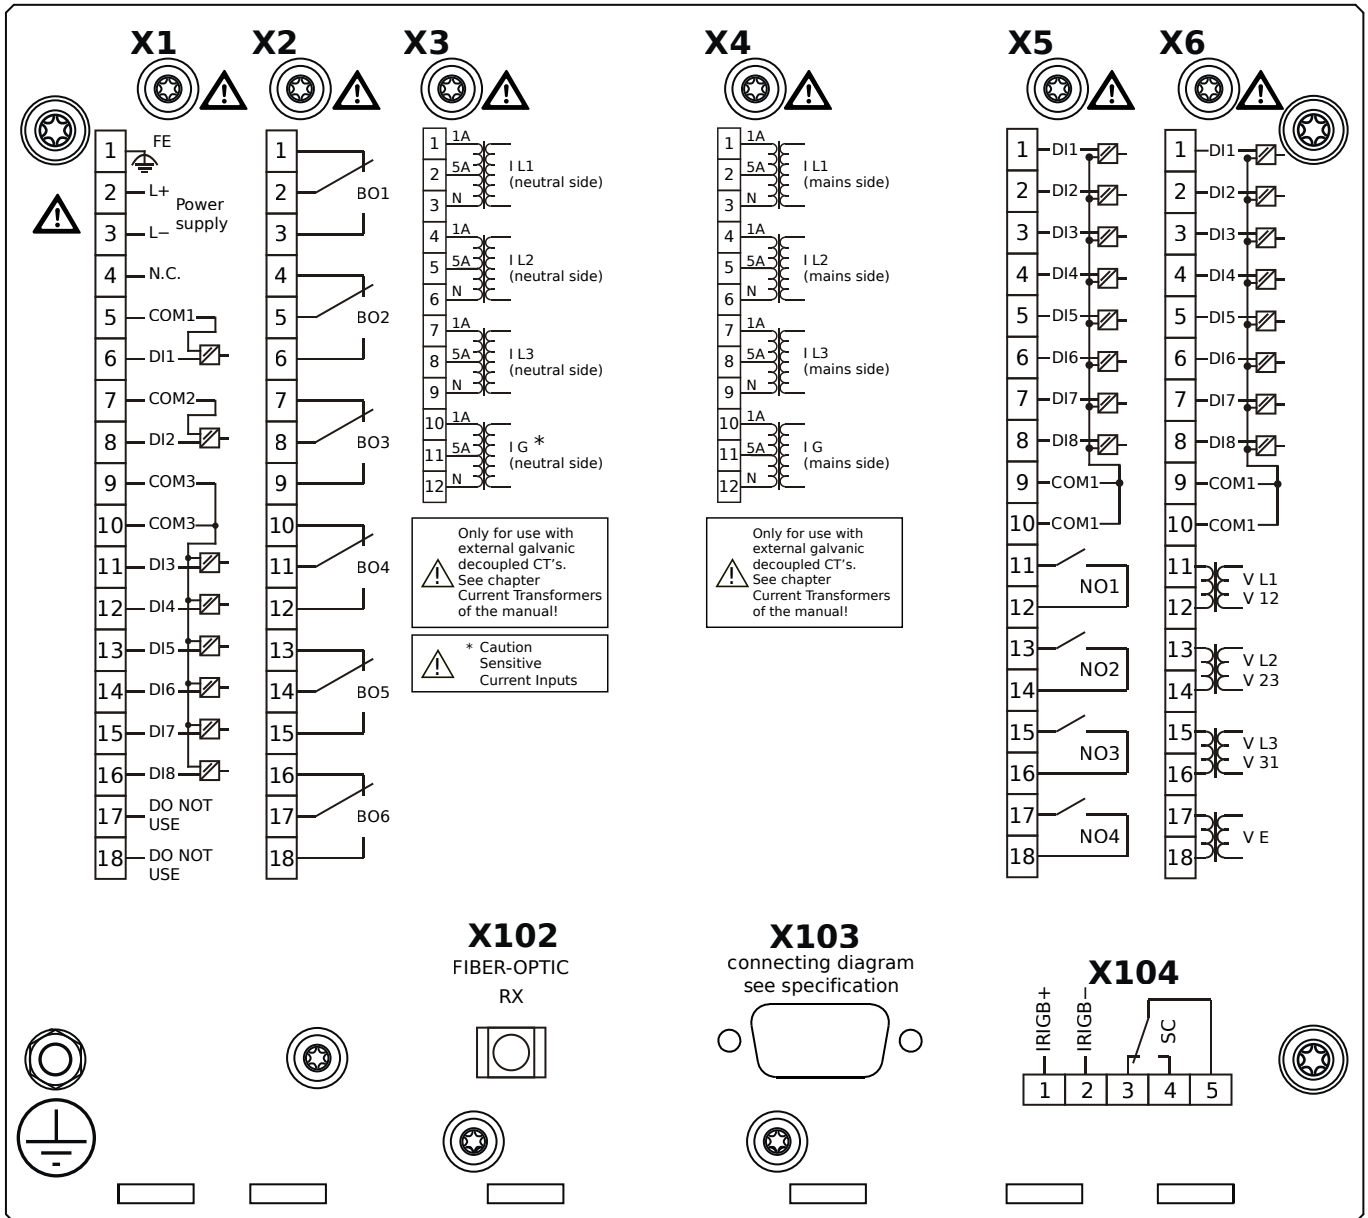 X1 X2 X3 X4 X5 X6
1 FE
2 L+
Power
supply
3 L−
4 N.C.
5 COM1
6 DI1
7 COM2
8 DI2
9 COM3
10 COM3
11 DI3
12 DI4
13 DI5
14 DI6
15 DI7
16 DI8
17 DO NOT
USE
18 DO NOT
USE
1
2 BO1
3
4
5 BO2
6
7
8 BO3
9
10
11 BO4
12
13
14 BO5
15
16
17 BO6
18
1 1A
2 5A
3 N
I L1
(neutral side)
4 1A
5 5A
6 N
I L2
(neutral side)
7 1A
8 5A
9 N
I L3
(neutral side)
10 1A
11 5A
12 N
I G *
(neutral side)
Only for use with
external galvanic
decoupled CT's.
See chapter
Current Transformers
of the manual!
* Caution
Sensitive
Current Inputs
1 1A
2 5A
3 N
I L1
(mains side)
4 1A
5 5A
6 N
I L2
(mains side)
7 1A
8 5A
9 N
I L3
(mains side)
10 1A
11 5A
12 N
I G
(mains side)
Only for use with
external galvanic
decoupled CT's.
See chapter
Current Transformers
of the manual!
1 DI1
2 DI2
3 DI3
4 DI4
5 DI5
6 DI6
7 DI7
8 DI8
9 COM1
10 COM1
11
NO1
12
13
NO2
14
15
NO3
16
17
NO4
18
1 DI1
2 DI2
3 DI3
4 DI4
5 DI5
6 DI6
7 DI7
8 DI8
9 COM1
10 COM1
11 V L1
12 V 12
13 V L2
14 V 23
15 V L3
16 V 31
17
V E
18
X102
FIBER-OPTIC
RX
X103
connecting diagram
see specification
X104
IRIGB+
IRIGB−
SC
1 2 3 4 5